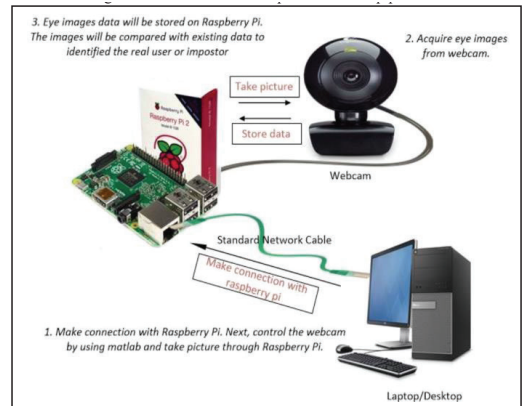 3. Eye images data will be stored on Raspberry Pi.
The images will be compared with existing data to
identified the real user or impostor
2. Acquire eye images
from webcam.
Take picture
Store data
Raspberry Pi
Raspberry Pi 2
Webcam
Standard Network Cable
Make connection with
raspberry pi
1. Make connection with Raspberry Pi. Next, control the webcam
by using matlab and take picture through Raspberry Pi.
Laptop/Desktop